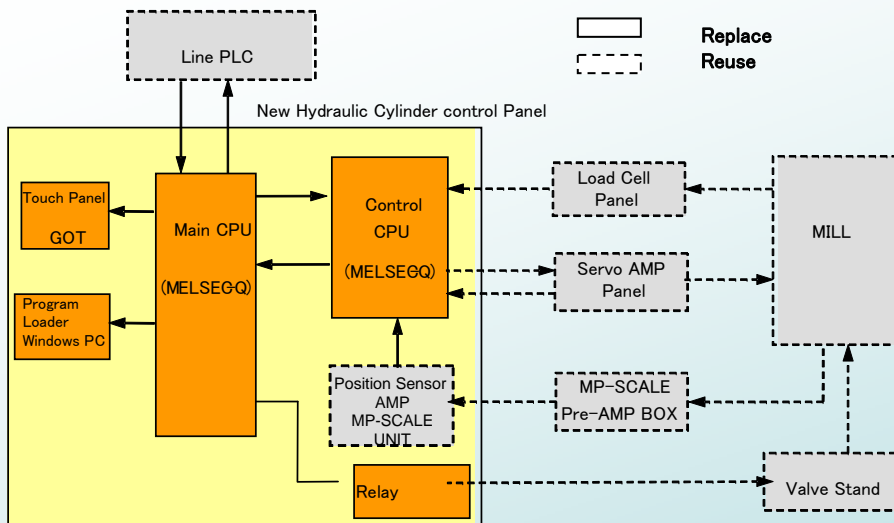 Replace
Reuse
Line PLC
New Hydraulic Cylinder control Panel
Touch Panel
GOT
Main CPU
(MELSEC-Q)
Control
CPU
(MELSEC-Q)
Load Cell
Panel
MILL
Servo AMP
Panel
Program
Loader
Windows PC
Position Sensor
AMP
MP-SCALE
UNIT
MP-SCALE
Pre-AMP BOX
Relay
Valve Stand